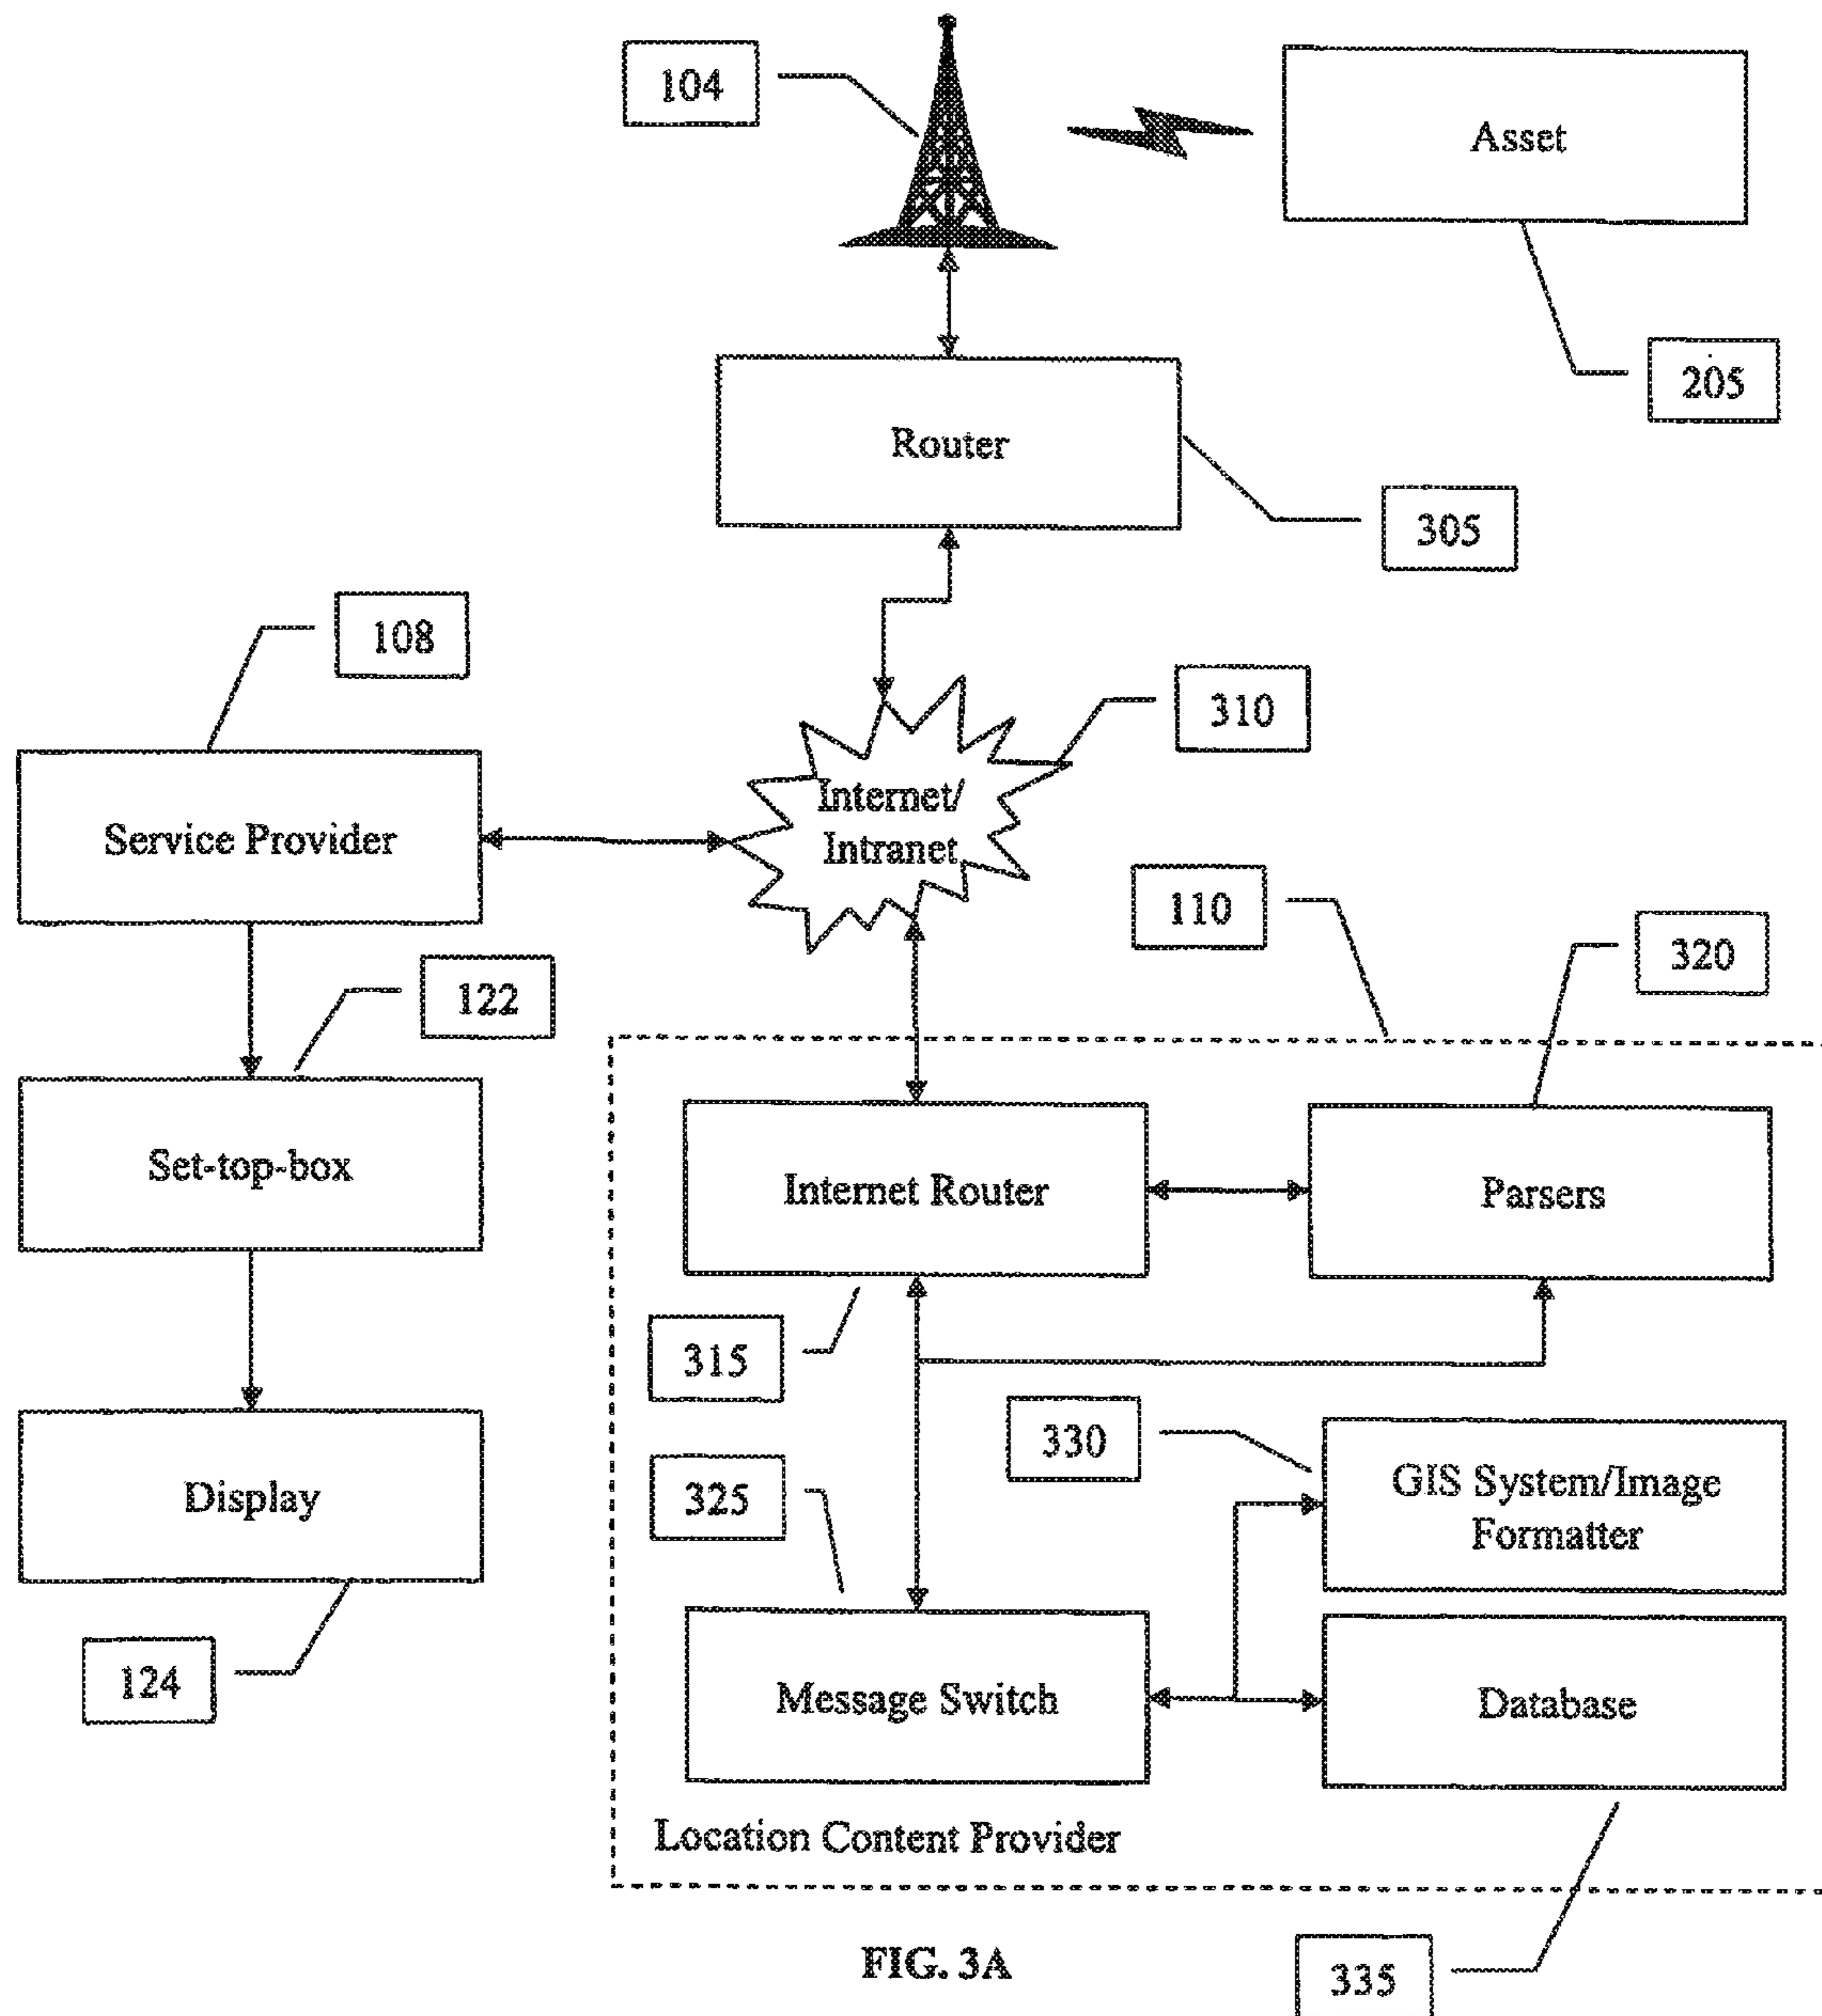 104
Asset
205
Router
305
108
310
Internet/
Intranet
Service Provider
110
320
122
Set-top-box
Internet Router
Parsers
315
330
325
GIS System/Image
Formatter
Display
124
Message Switch
Database
Location Content Provider
FIG. 3A
335